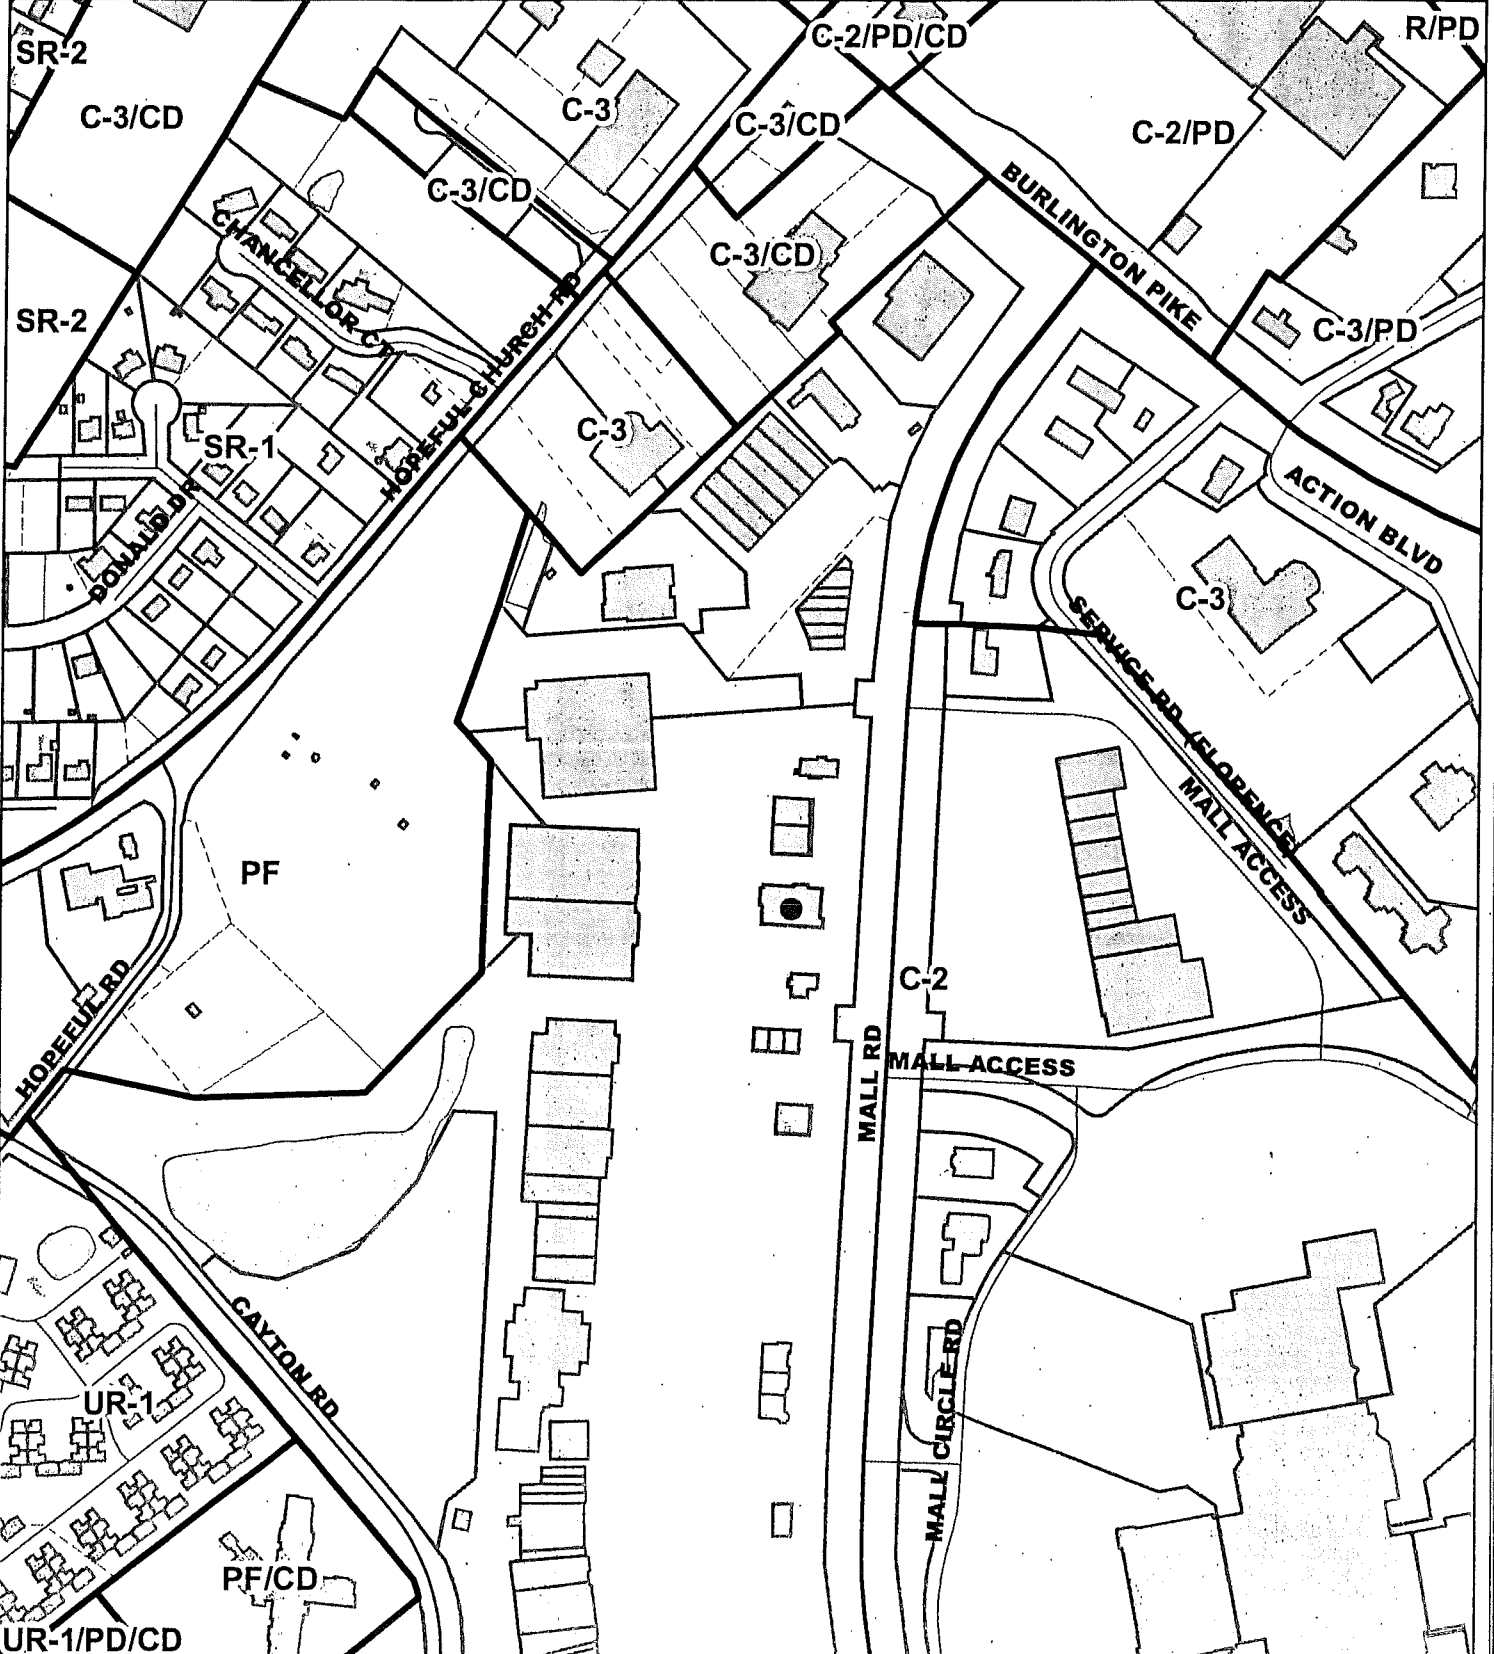 SR-2
C-3/CD
C-3
C-2/PD/CD
R/PD
C-3/CD
C-2/PD
C-3/CD
BURLINGTON PIKE
CHANCELLOR CT
C-3/CD
SR-2
HOPEFUL CHURCH RD
C-3/PD
C-3
SR-1
ACTION BLVD
DONALD DR
C-3
SERVICE RD (FLORENCE)
MALL ACCESS
PF
HOPEFUL RD
C-2
MALL RD
MALL ACCESS
CAYTON RD
UR-1
MALL CIRCLE RD
PF/CD
UR-1/PD/CD